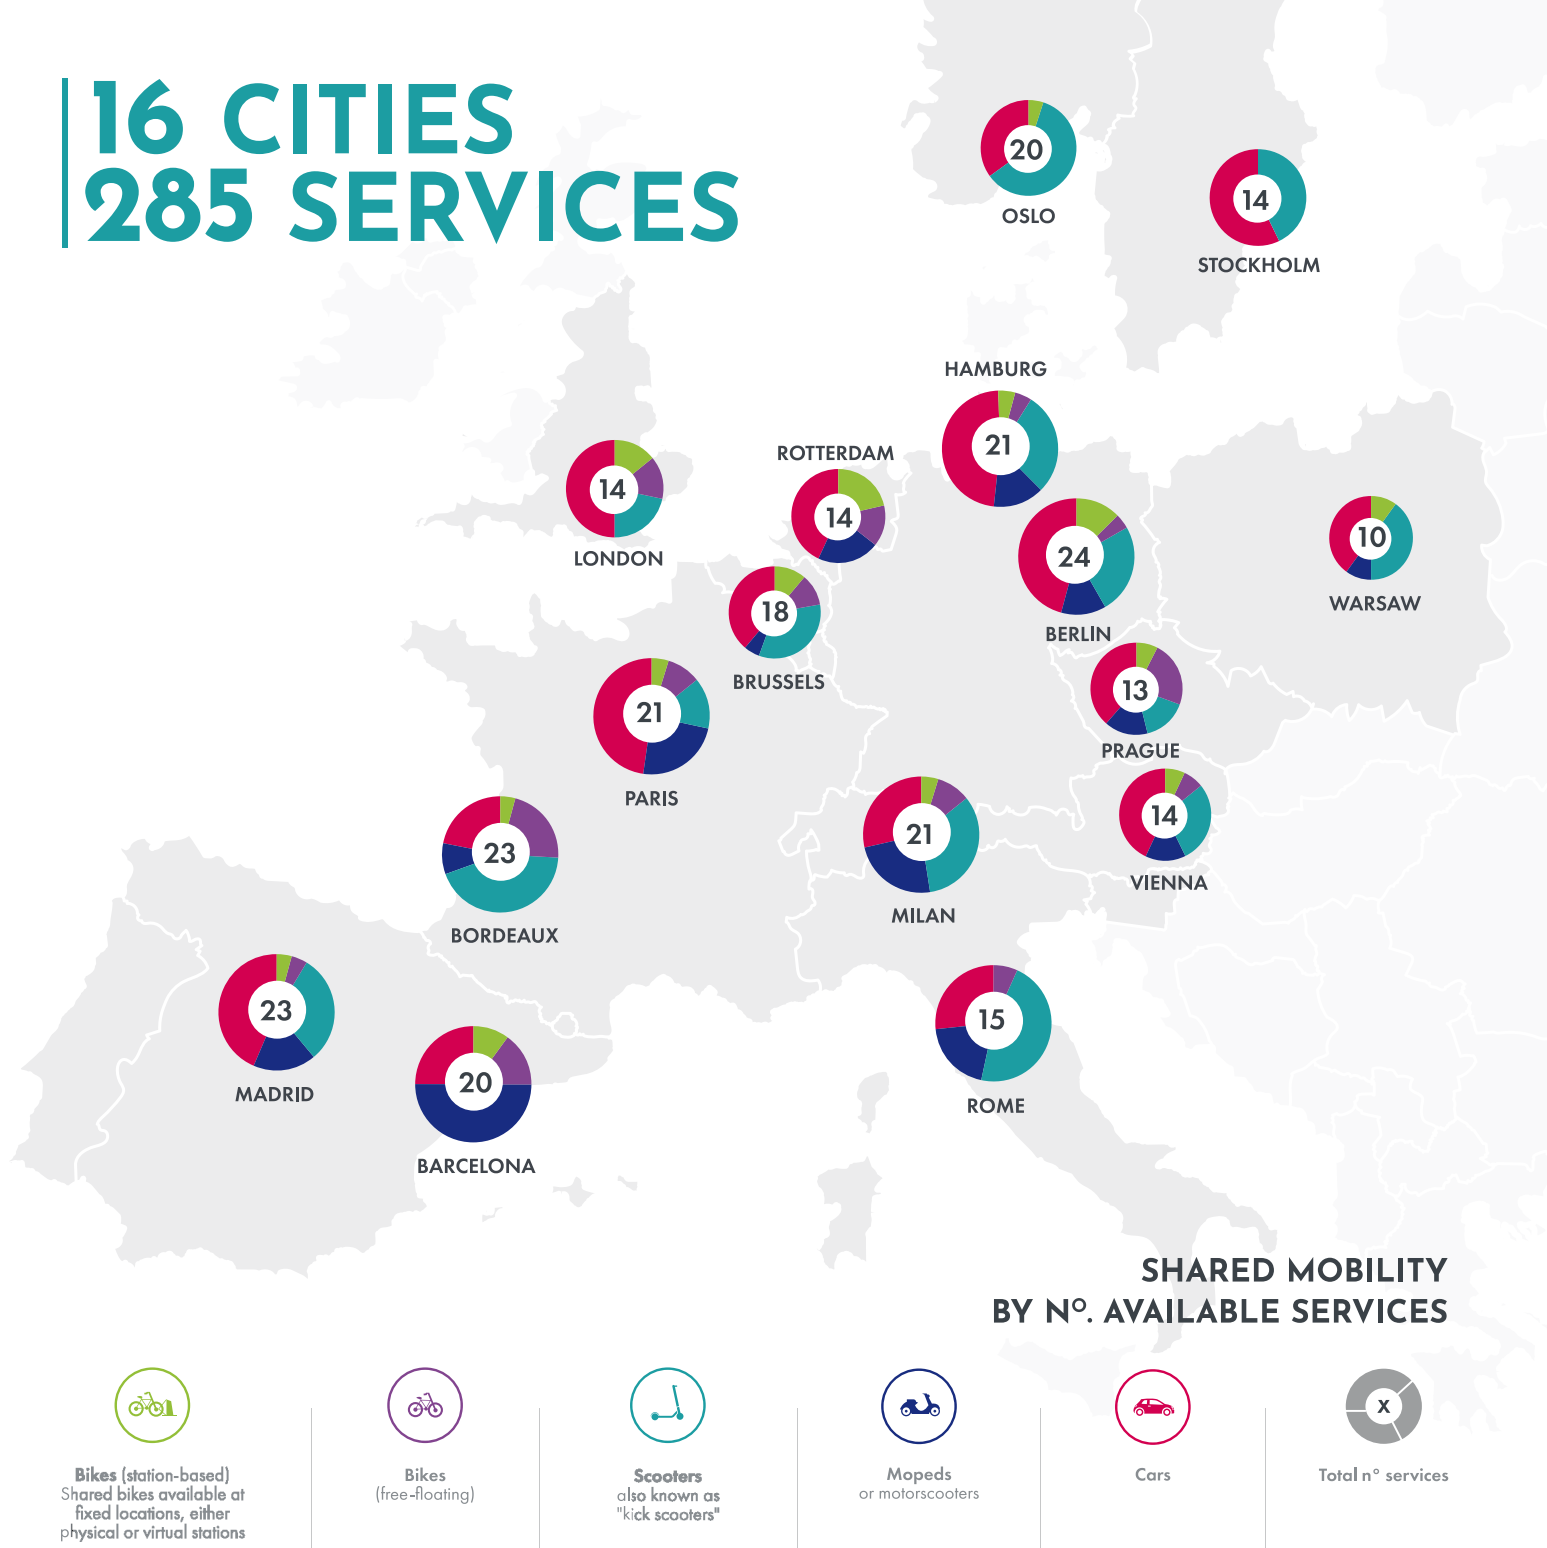 16 CITIES
285 SERVICES
20
OSLO
14
STOCKHOLM
HAMBURG
21
ROTTERDAM
14
14
LONDON
24
BERLIN
10
WARSAW
18
BRUSSELS
13
PRAGUE
21
PARIS
14
VIENNA
21
MILAN
23
BORDEAUX
23
MADRID
15
ROME
20
BARCELONA
SHARED MOBILITY
BY Nº. AVAILABLE SERVICES
Bikes (station-based)
Shared bikes available at
fixed locations, either
physical or virtual stations
Bikes
(free-floating)
Scooters
also known as
"kick scooters"
Mopeds
or motorscooters
Cars
X
Total nº services